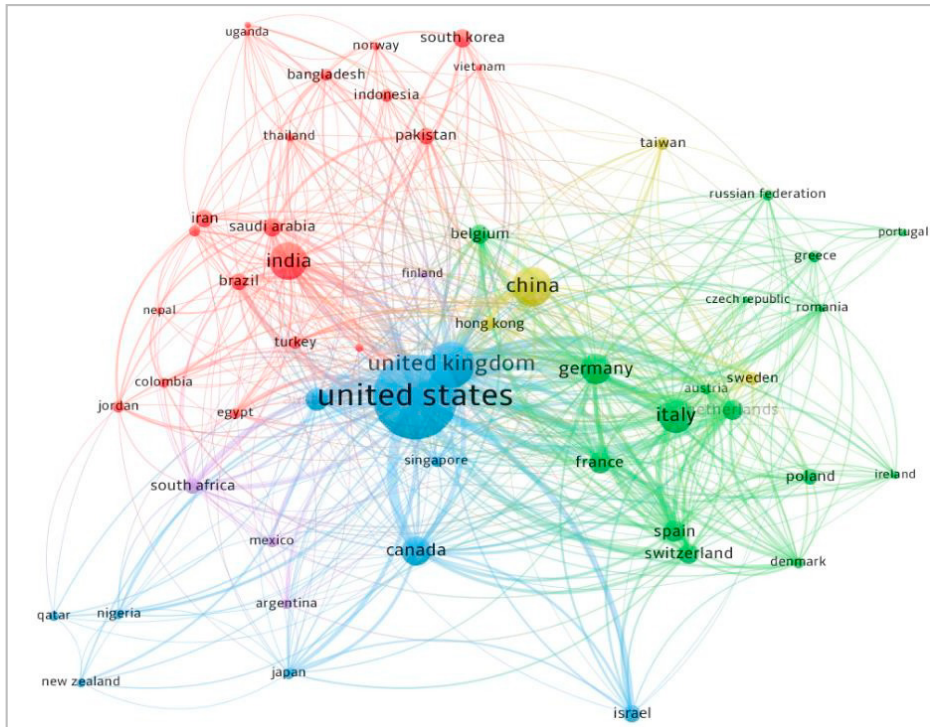 uganda
norway
south korea
viet nam
bangladesh
indonesia
thailand
pakistan
taiwan
russian federation
iran
saudi arabia
belgium
portugal
india
finland
greece
brazil
china
czech republic
nepal
hong kong
romania
turkey
united kingdom
germany
sweden
colombia
austria
united states
jordan
egypt
italy
netherlands
singapore
france
south africa
poland
ireland
spain
mexico
canada
switzerland
denmark
argentina
qatar
nigeria
japan
new zealand
israel